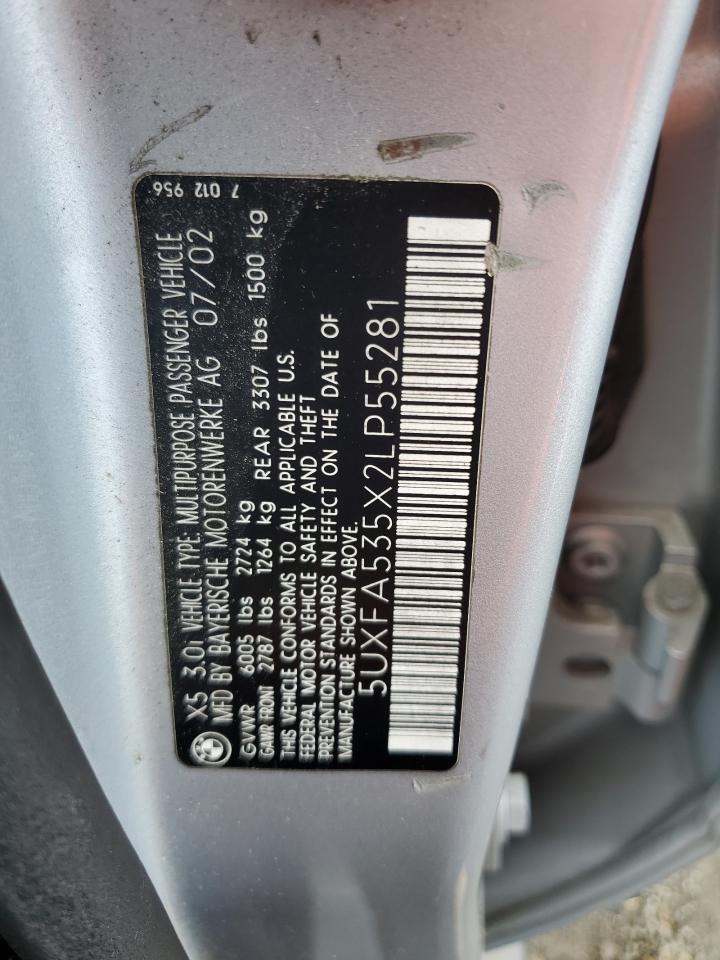 7 012 956
X5 3.0i VEHICLE TYPE: MULTIPURPOSE PASSENGER VEHICLE
MFD BY BAYERISCHE MOTORENWERKE AG 07/02
GVWR 6005 lbs 2724 kg
GAWR FRONT 2787 lbs 1264 kg REAR 3307 lbs 1500 kg
THIS VEHICLE CONFORMS TO ALL APPLICABLE U.S.
FEDERAL MOTOR VEHICLE SAFETY AND THEFT
PREVENTION STANDARDS IN EFFECT ON THE DATE OF
MANUFACTURE SHOWN ABOVE.
5UXFA535X2LP55281